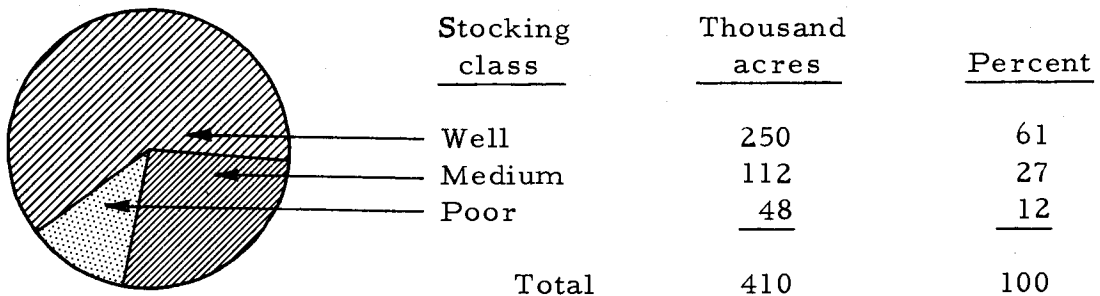 Stocking Thousand
class acres Percent
Well 250 61
Medium 112 27
Poor 48 12
Total 410 100